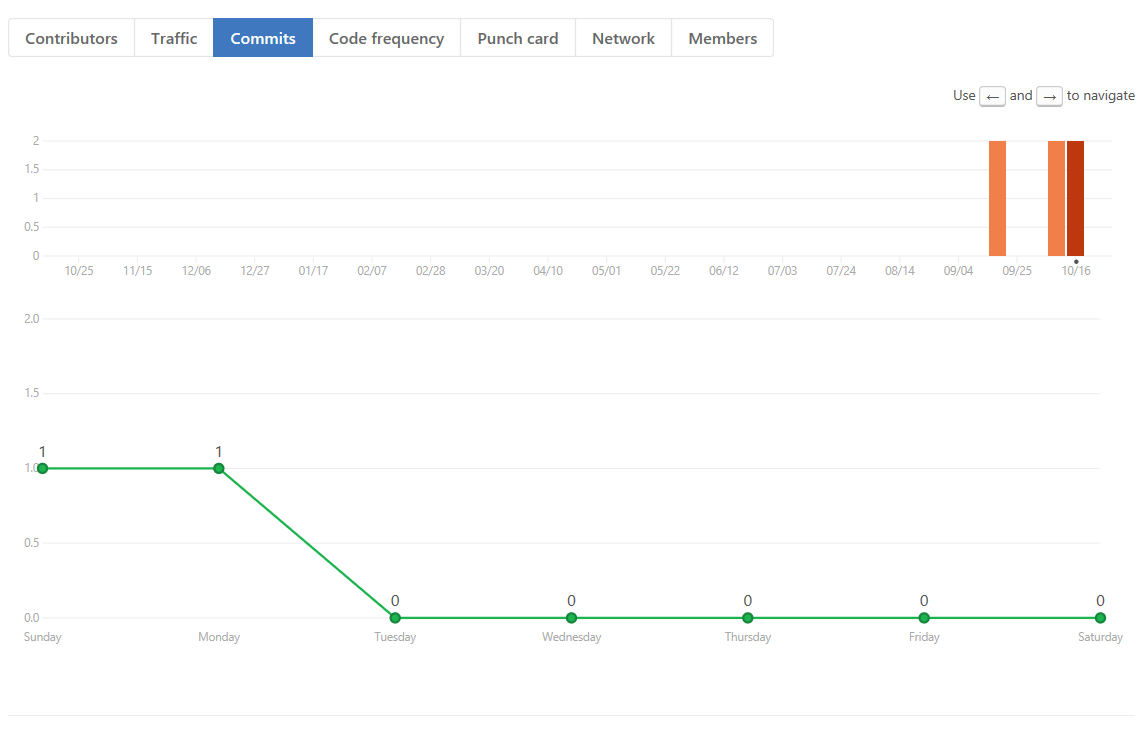 Contributors Traffic Commits Code frequency Punch card Network Members
Use ← and → to navigate
2
1.5
1
0.5
0
10/25 11/15 12/06 12/27 01/17 02/07 02/28 03/20 04/10 05/01 05/22 06/12 07/03 07/24 08/14 09/04 09/25 10/16
2.0
1.5
1 1
1.0
0.5
0 0 0 0 0
0.0
Sunday Monday Tuesday Wednesday Thursday Friday Saturday